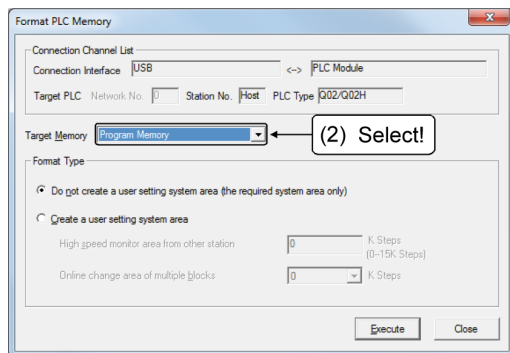 Format PLC Memory
Connection Channel List
Connection Interface USB <--> PLC Module
Target PLC Network No. 0 Station No. Host PLC Type Q02/Q02H
Target Memory Program Memory (2) Select!
Format Type
Do not create a user setting system area (the required system area only)
Create a user setting system area
High speed monitor area from other station 0 K Steps
(0--15K Steps)
Online change area of multiple blocks 0 K Steps
Execute Close